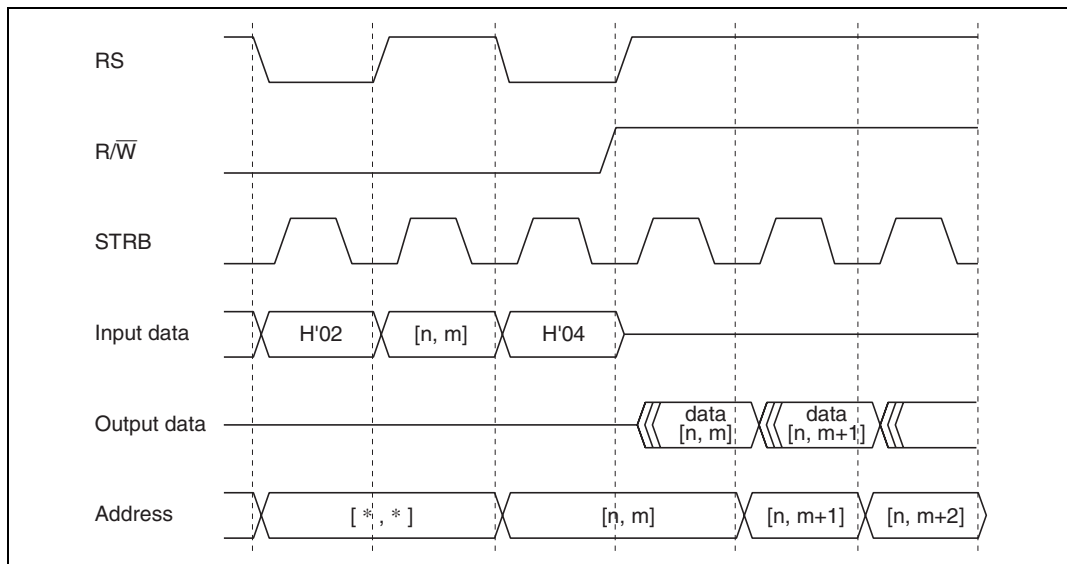 RS
R/W̅
STRB
Input data H'02 [n, m] H'04
Output data data [n, m] data [n, m+1]
Address [ * , * ] [n, m] [n, m+1] [n, m+2]